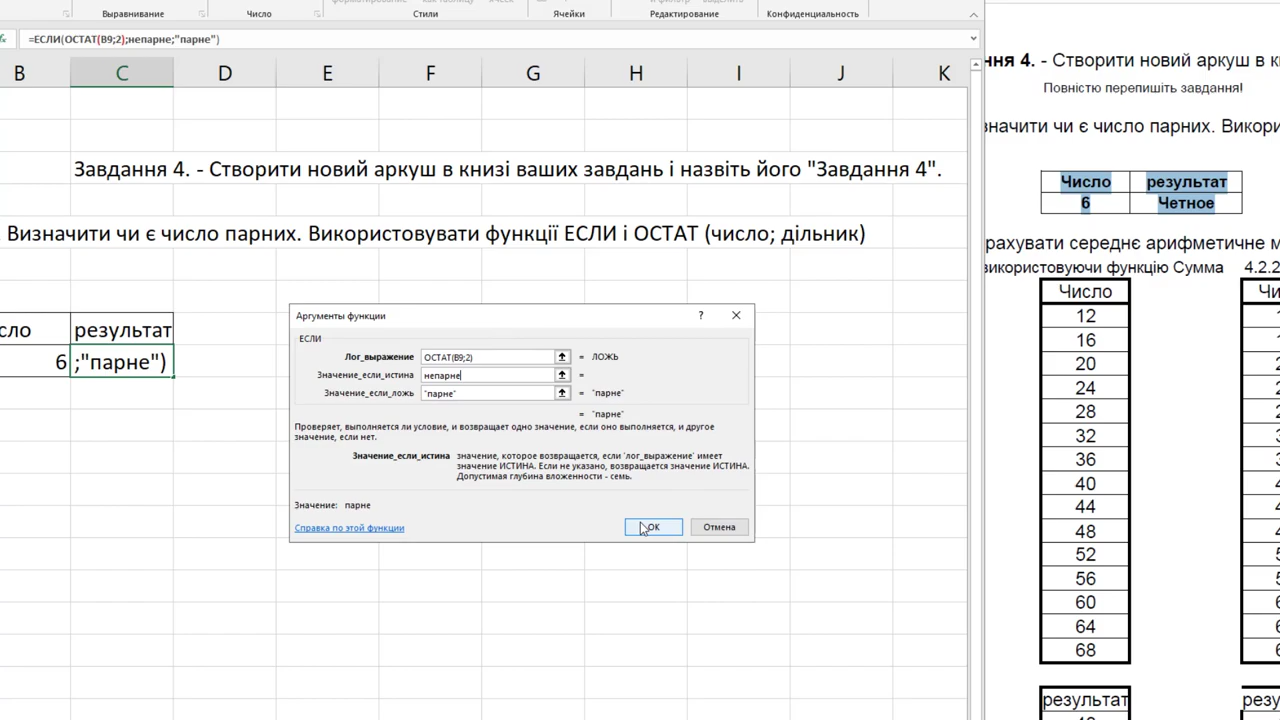 Выравнивание Число Стили Ячейки Редактирование Конфиденциальность
=ЕСЛИ(ОСТАТ(B9;2);непарне;"парне")
B C D E F G H I J K
Завдання 4. - Створити новий аркуш в книзі ваших завдань і назвіть його "Завдання 4".
Визначити чи є число парних. Використовувати функції ЕСЛИ і ОСТАТ (число; дільник)
сло результат
6 ;"парне")
Аргументы функции ?
ЕСЛИ
Лог_выражение ОСТАТ(B9;2) = ЛОЖЬ
Значение_если_истина непарне =
Значение_если_ложь "парне" = "парне"
= "парне"
Проверяет, выполняется ли условие, и возвращает одно значение, если оно выполняется, и другое
значение, если нет.
Значение_если_истина значение, которое возвращается, если 'лог_выражение' имеет
значение ИСТИНА. Если не указано, возвращается значение ИСТИНА.
Допустимая глубина вложенности - семь.
Значение: парне
Справка по этой функции
ОК Отмена
ння 4. - Створити новий аркуш в к
Повністю перепишіть завдання!
значити чи є число парних. Викори
Число результат
6 Четное
рахувати середнє арифметичне м
використовуючи функцію Сумма 4.2.2
Число
12
16
20
24
28
32
36
40
44
48
52
56
60
64
68
результат